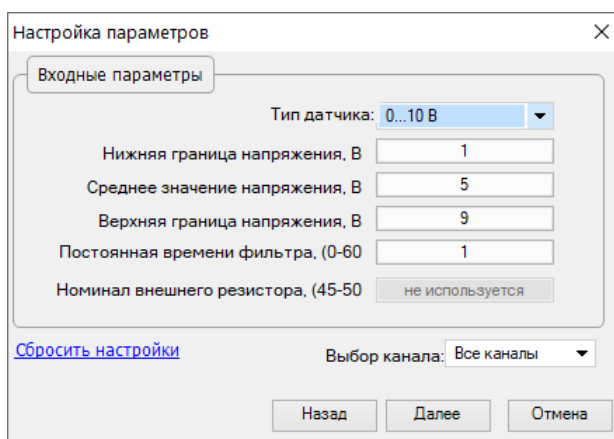 Настройка параметров
Входные параметры
Тип датчика: 0...10 В
Нижняя граница напряжения, В 1
Среднее значение напряжения, В 5
Верхняя граница напряжения, В 9
Постоянная времени фильтра, (0-60 1
Номинал внешнего резистора, (45-50 не используется
Сбросить настройки Выбор канала: Все каналы
Назад Далее Отмена